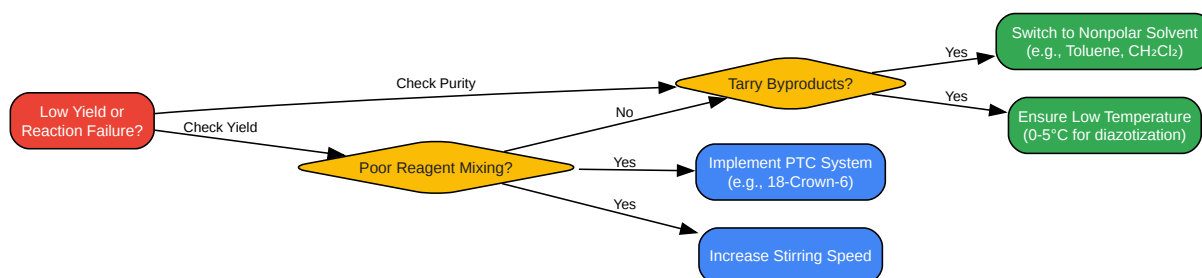 Switch to Nonpolar Solvent
(e.g., Toluene, CH₂Cl₂)
Yes
Check Purity
Tarry Byproducts?
Yes
Low Yield or
Reaction Failure?
Check Yield
No
Ensure Low Temperature
(0-5°C for diazotization)
Poor Reagent Mixing?
Yes
Implement PTC System
(e.g., 18-Crown-6)
Yes
Increase Stirring Speed